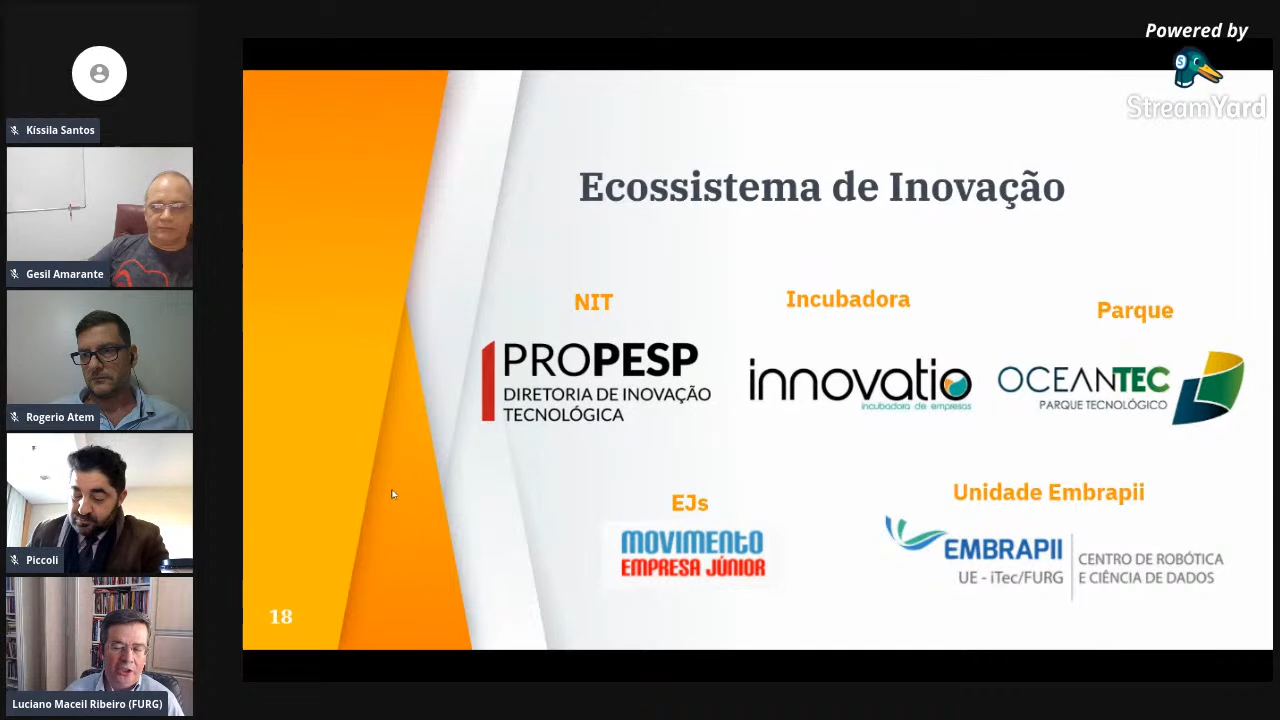 Powered by
StreamYard
Kíssila Santos
Gesil Amarante
Rogerio Atem
Piccoli
Luciano Maceil Ribeiro (FURG)
Ecossistema de Inovação
NIT
PROPESP
DIRETORIA DE INOVAÇÃO
TECNOLÓGICA
Incubadora
innovatio
incubadora de empresas
Parque
OCEANTEC
PARQUE TECNOLÓGICO
EJs
MOVIMENTO
EMPRESA JÚNIOR
Unidade Embrapii
EMBRAPII
UE - iTec/FURG
CENTRO DE ROBÓTICA
E CIÊNCIA DE DADOS
18